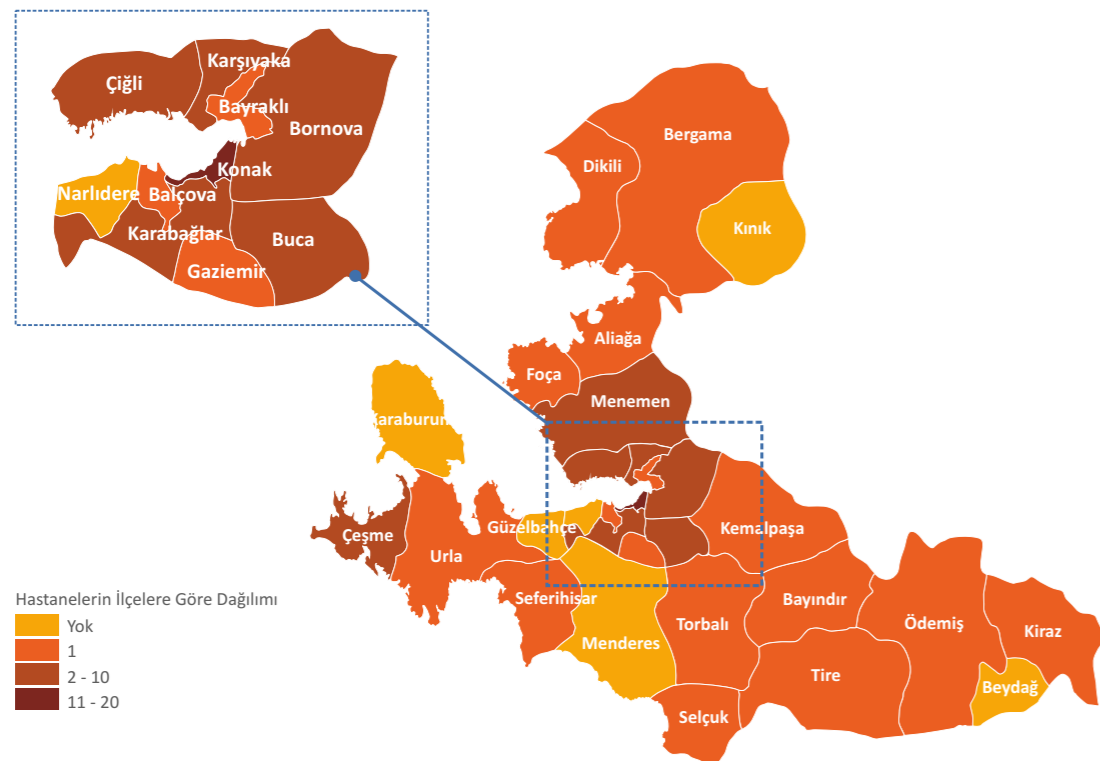 Karşıyaka
Çiğli
Bayraklı
Bornova
Konak
Narlıdere
Balçova
Karabağlar
Buca
Gaziemir
Bergama
Dikili
Kınık
Aliağa
Foça
Menemen
Karaburun
Çeşme
Urla
Güzelbahçe
Kemalpaşa
Seferihisar
Menderes
Torbalı
Bayındır
Ödemiş
Kiraz
Tire
Beydağ
Selçuk
Hastanelerin İlçelere Göre Dağılımı
Yok
1
2 - 10
11 - 20